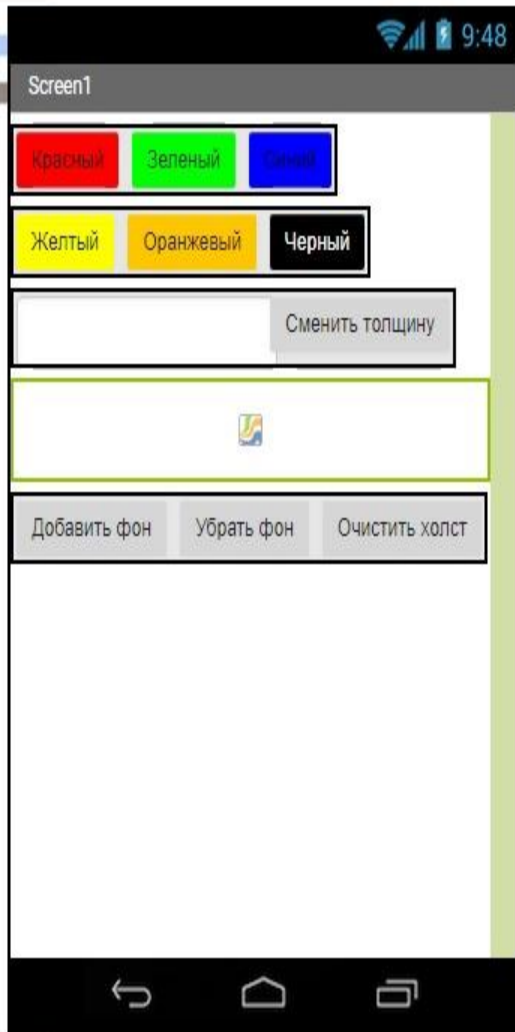 9:48
Screen1
Красный Зеленый Синий
Желтый Оранжевый Черный
Сменить толщину
Добавить фон Убрать фон Очистить холст